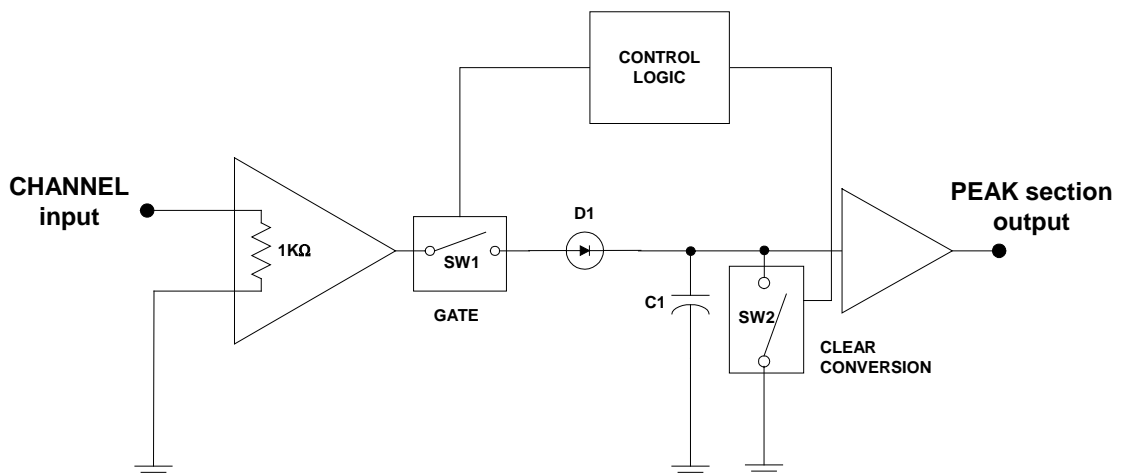 CONTROL
LOGIC
CHANNEL
input
1KΩ
SW1
GATE
D1
C1
SW2
CLEAR
CONVERSION
PEAK section
output